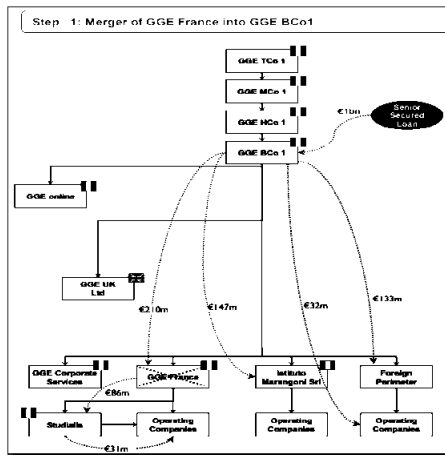 Step 1: Merger of GGE France into GGE BCo1
GGE TCo 1
GGE MCo 1
GGE HCo 1
GGE BCo 1
€1bn
Senior
Secured
Loan
GGE online
GGE UK
Ltd
€210m
€147m
€32m
€133m
GGE Corporate
Services
GGE France
Istituto
Marangoni Srl
Foreign
Perimeter
€86m
Studialis
Operating
Companies
Operating
Companies
Operating
Companies
€31m